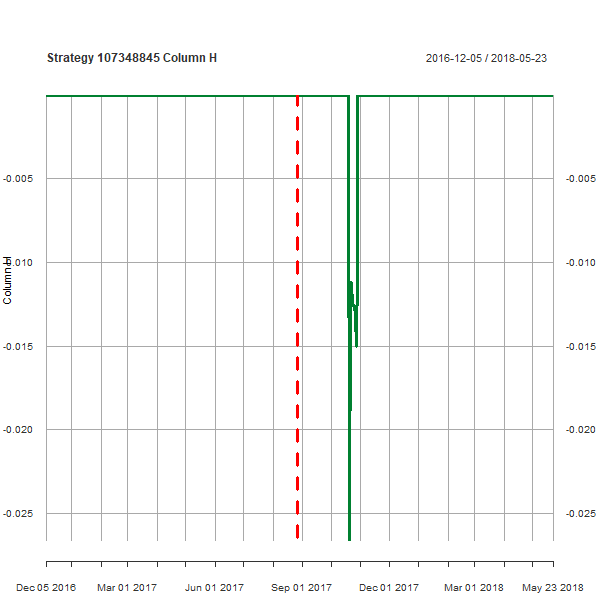 Strategy 107348845 Column H
2016-12-05 / 2018-05-23
-0.005
-0.005
-0.010
-0.010
Column H
-0.015
-0.015
-0.020
-0.020
-0.025
-0.025
Dec 05 2016
Mar 01 2017
Jun 01 2017
Sep 01 2017
Dec 01 2017
Mar 01 2018
May 23 2018